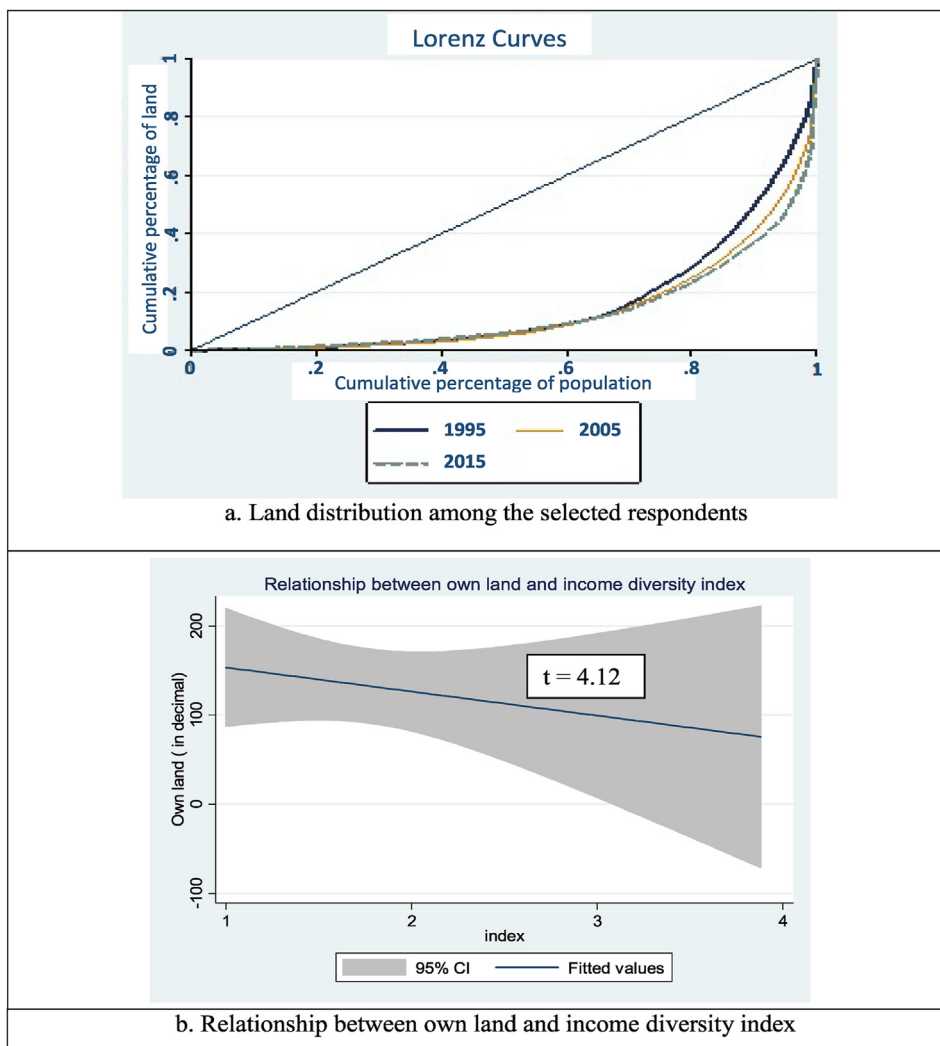 Lorenz Curves
Cumulative percentage of land
1
.8
.6
.4
.2
0
0 .2 .4 .6 .8 1
Cumulative percentage of population
1995 2005
2015
a. Land distribution among the selected respondents
Relationship between own land and income diversity index
Own land ( in decimal)
200
100
0
-100
t = 4.12
1 2 3 4
index
95% CI Fitted values
b. Relationship between own land and income diversity index